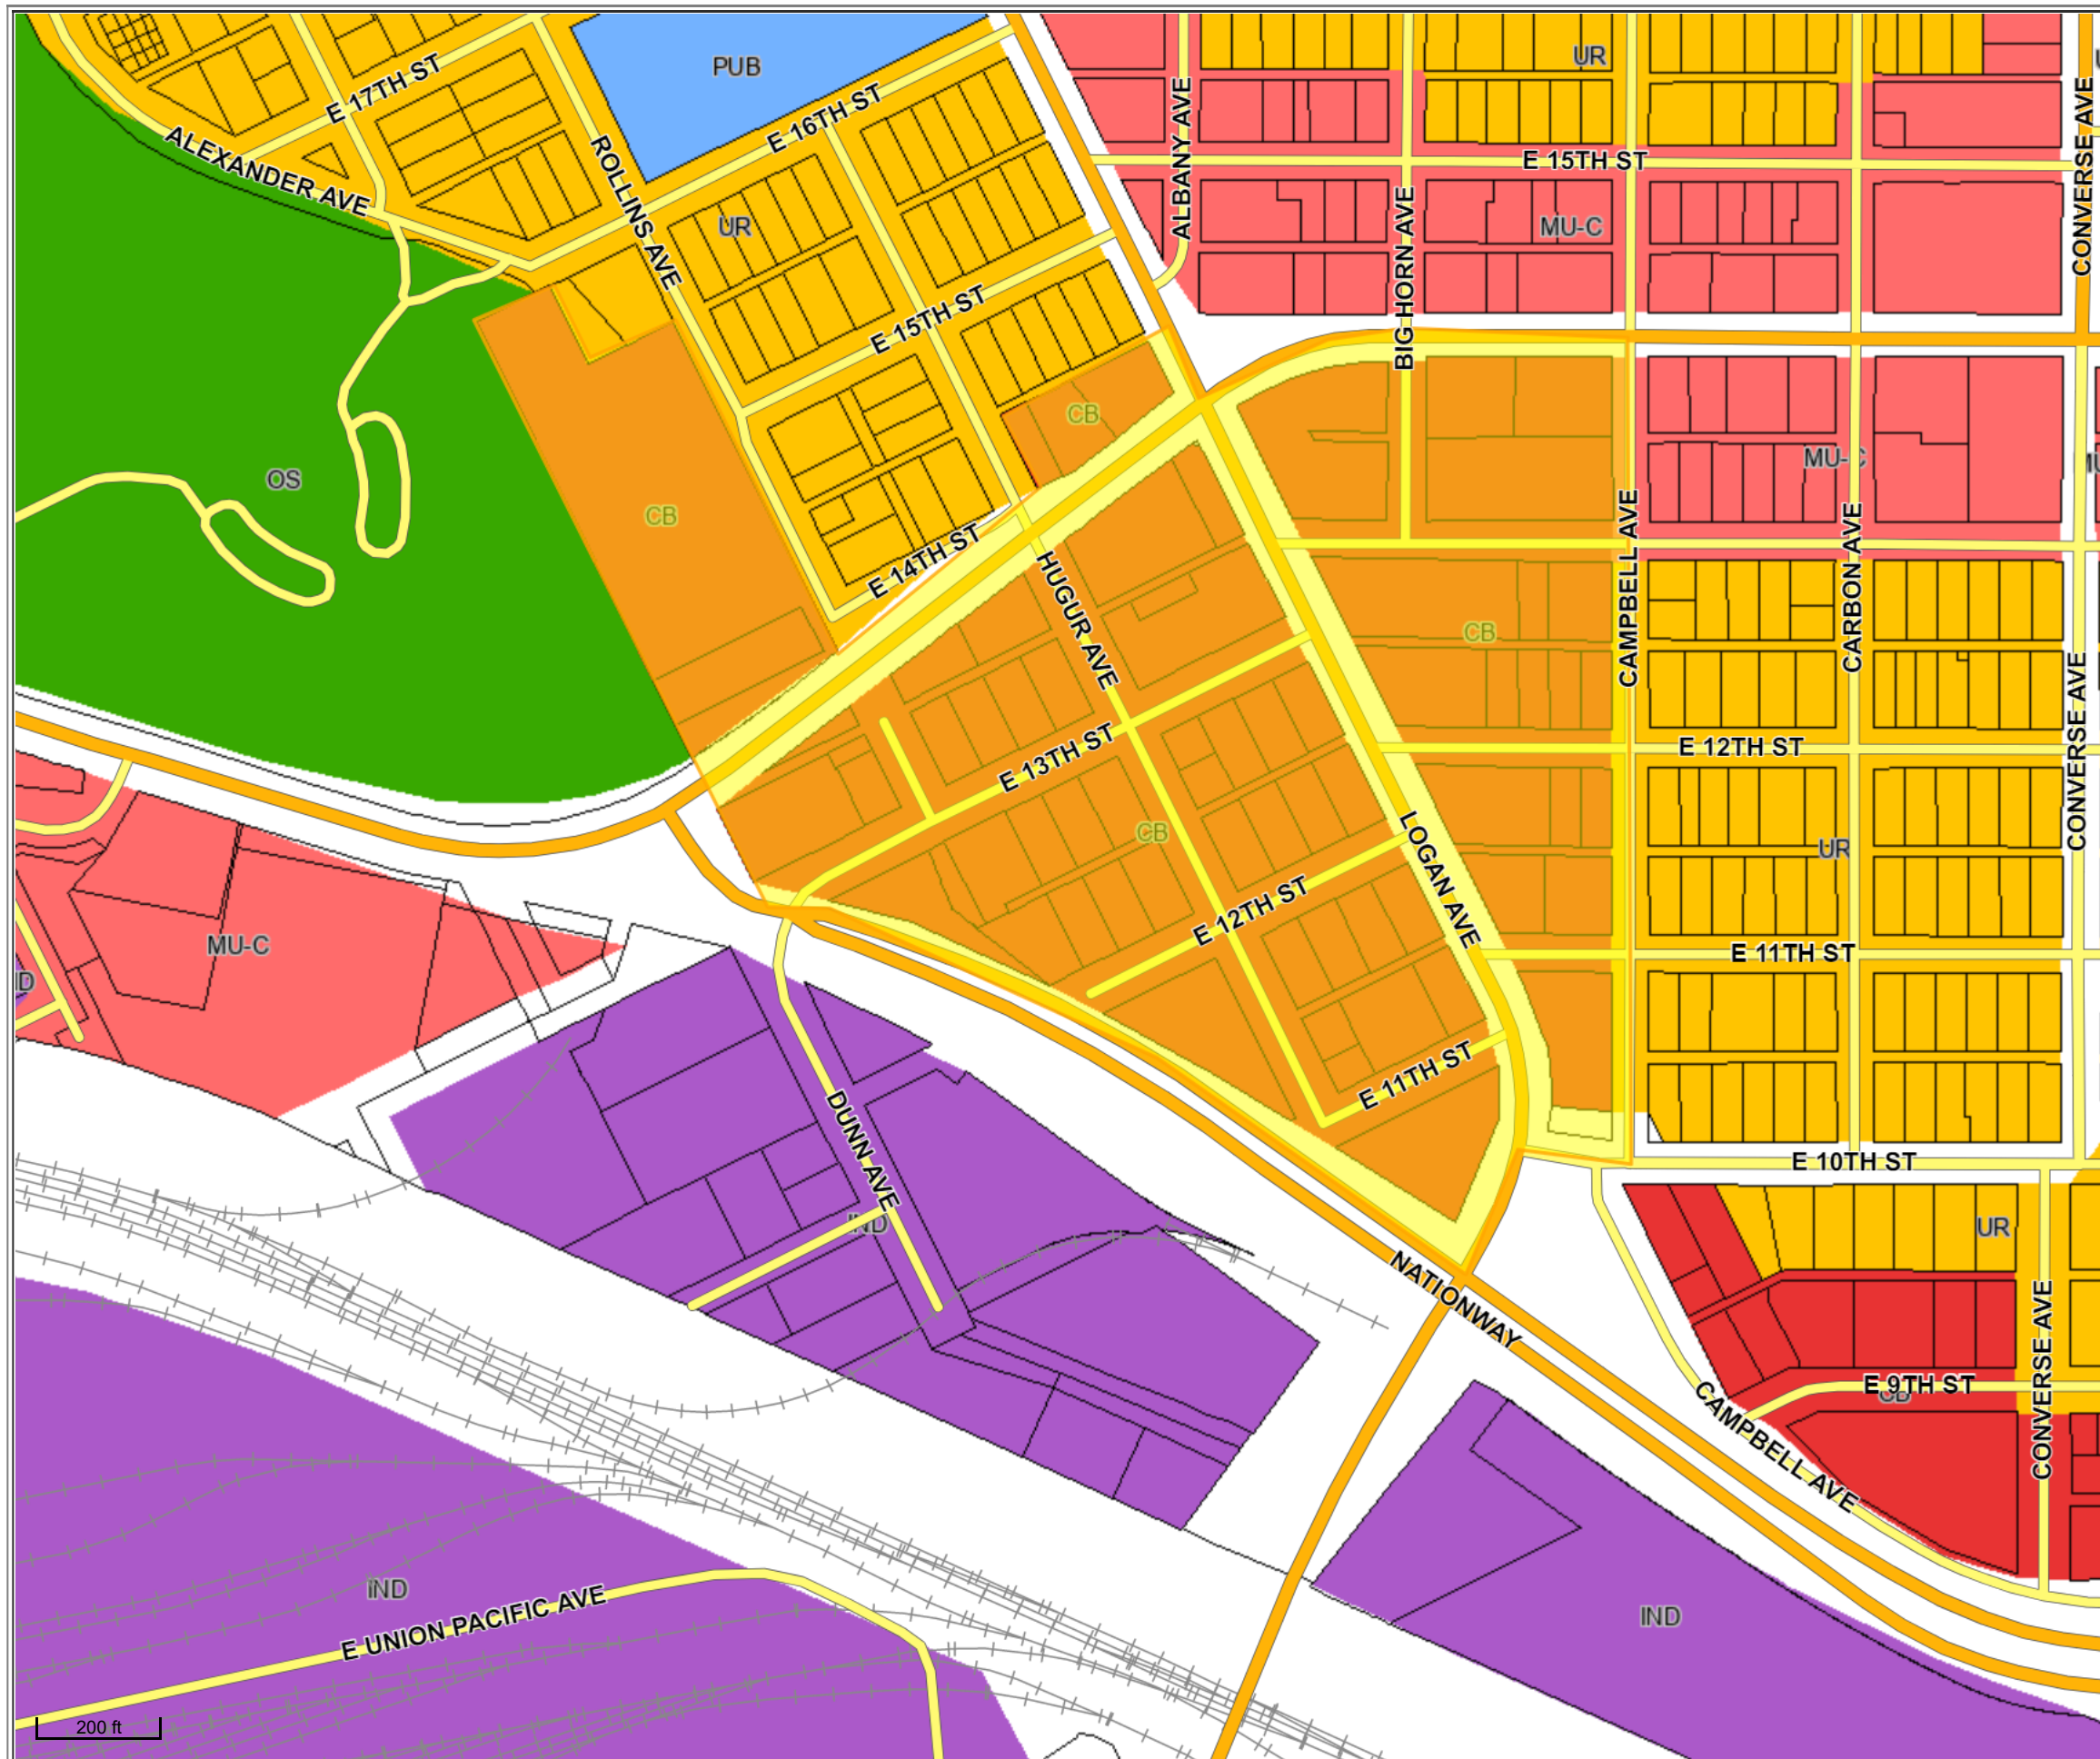 PUB
UR
E 17TH ST
E 16TH ST
ALEXANDER AVE
ROLLINS AVE
ALBANY AVE
E 15TH ST
CONVERSE AVE
BIG HORN AVE
UR
MU-C
E 15TH ST
CB
MU-C
OS
CB
CAMPBELL AVE
CARBON AVE
E 14TH ST
HUGUR AVE
CB
CONVERSE AVE
E 13TH ST
E 12TH ST
CB
LOGAN AVE
UR
E 12TH ST
MU-C
E 11TH ST
E 11TH ST
DUNN AVE
E 10TH ST
IND
UR
NATIONWAY
CONVERSE AVE
E 9TH ST
CB
CAMPBELL AVE
IND
E UNION PACIFIC AVE
IND
200 ft